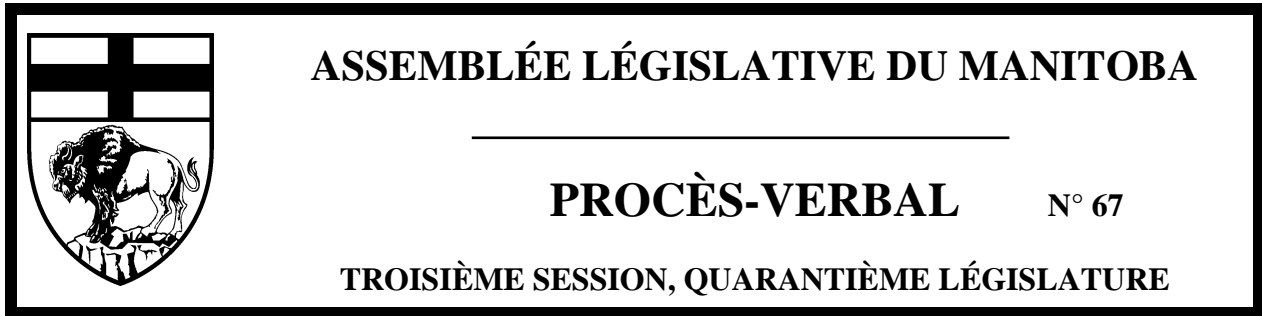 ASSEMBLÉE LÉGISLATIVE DU MANITOBA
PROCÈS-VERBAL N° 67
TROISIÈME SESSION, QUARANTIÈME LÉGISLATURE